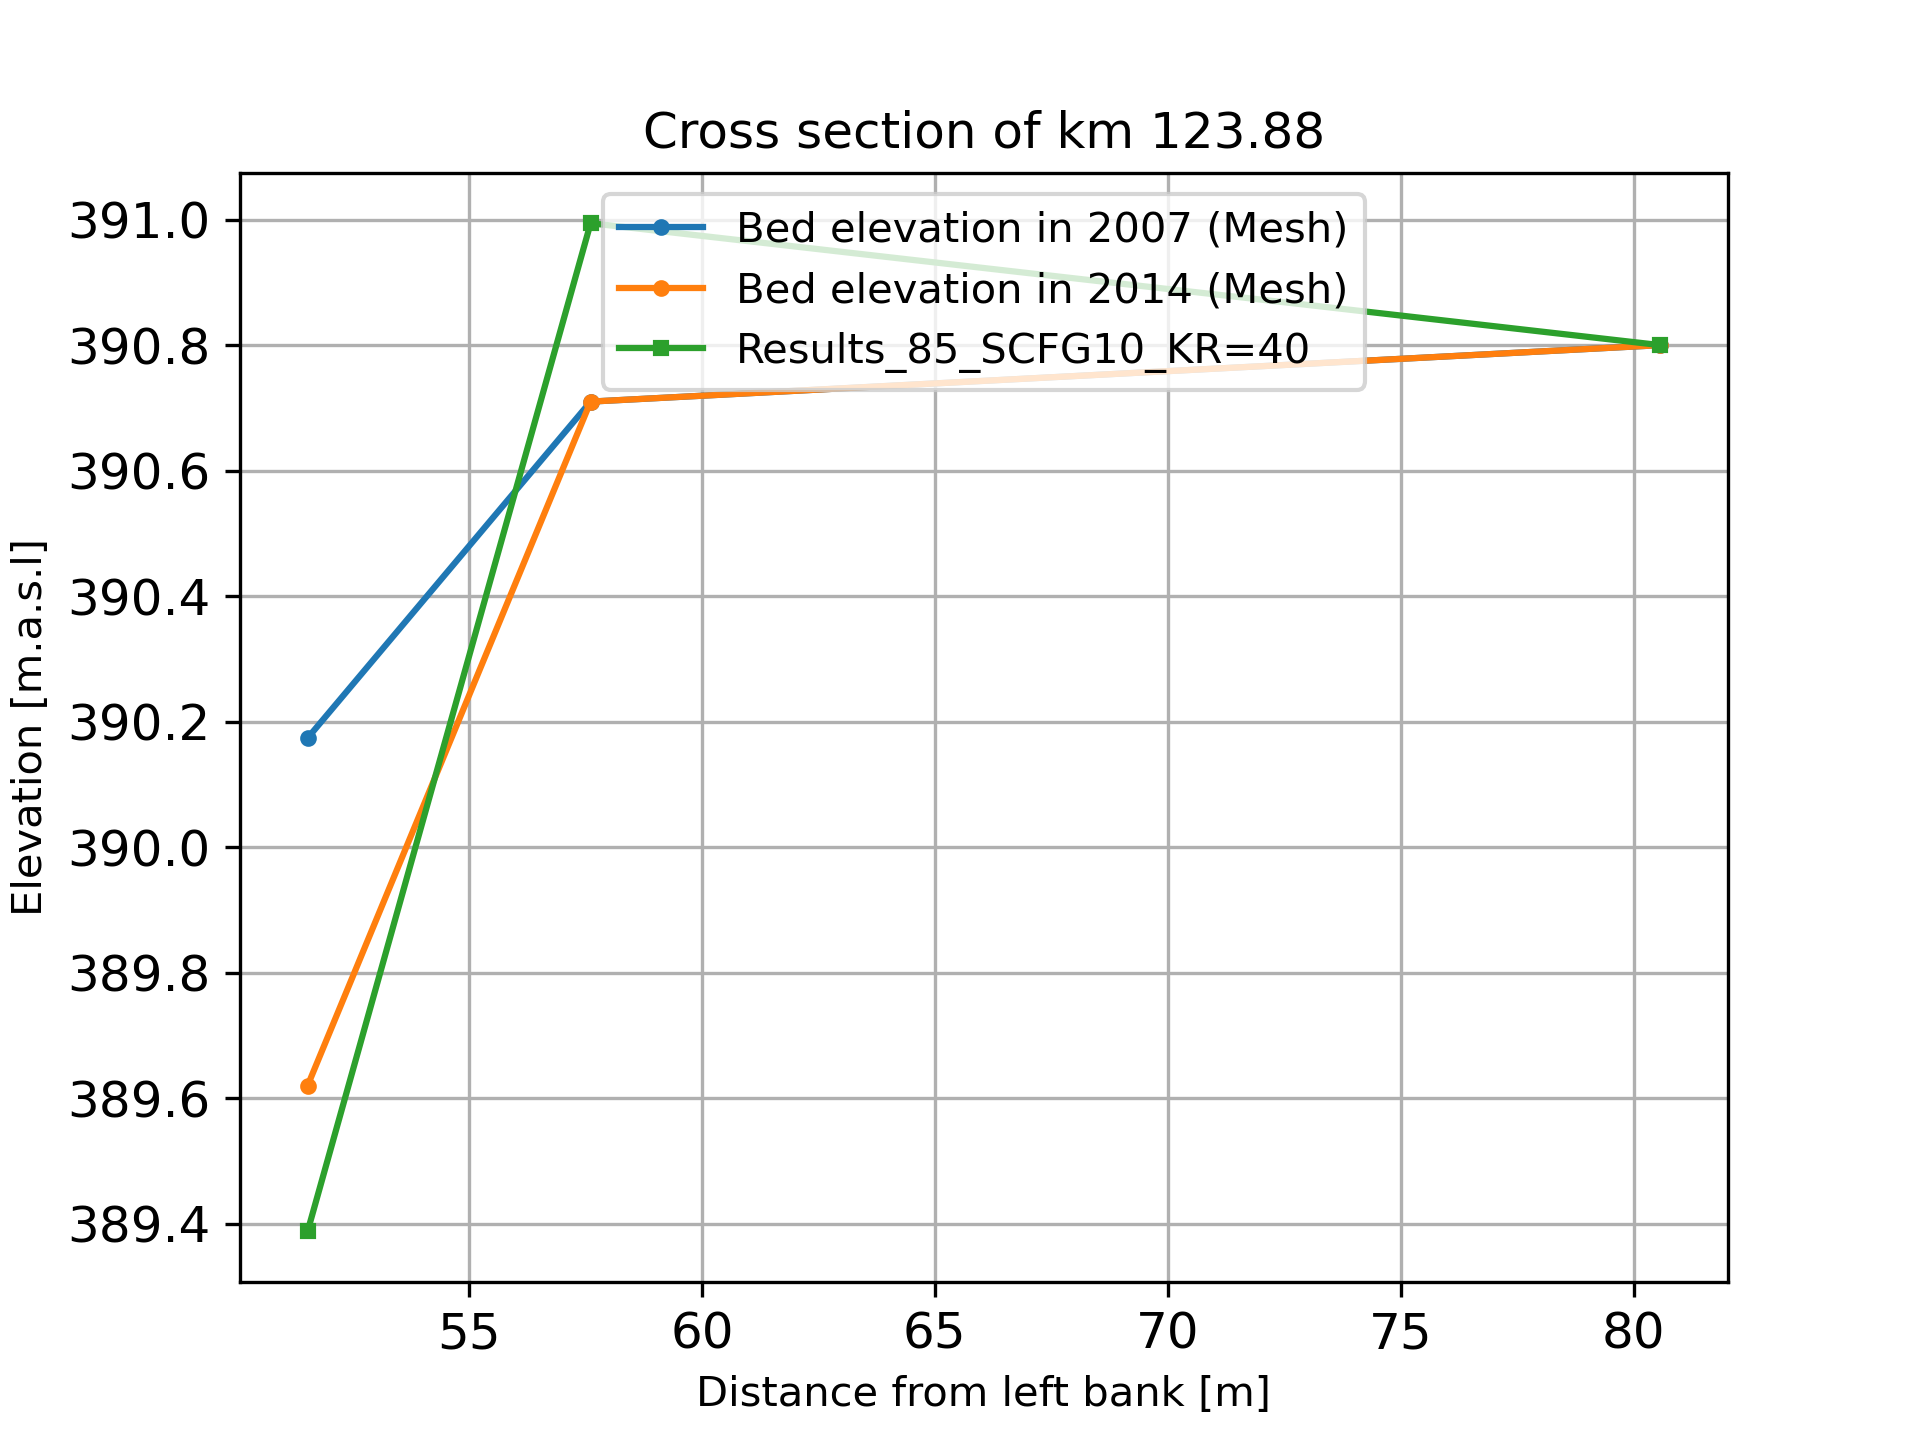 Cross section of km 123.88
Bed elevation in 2007 (Mesh)
Bed elevation in 2014 (Mesh)
Results_85_SCFG10_KR=40
391.0
390.8
390.6
390.4
390.2
390.0
389.8
389.6
389.4
Elevation [m.a.s.l]
55 60 65 70 75 80
Distance from left bank [m]